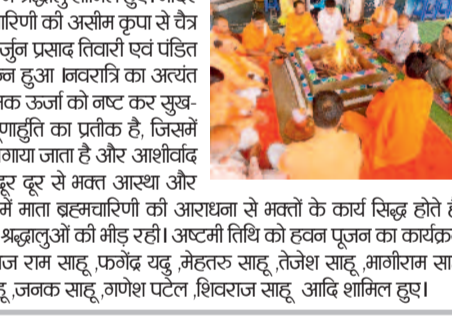 ारिणी की असीम कृपा से चैत्र
र्जुन प्रसाद तिवारी एवं पंडित
न्न हुआ ।नवरात्रि का अत्यंत
मक ऊर्जा को नष्ट कर सुख-
पूर्णाहुति का प्रतीक है, जिसमें
गाया जाता है और आशीर्वाद
दूर दूर से भक्त आस्था और
में माता ब्रह्मचारिणी की आराधना से भक्तों के कार्य सिद्ध होते
श्रद्धालुओं की भीड़ रही। अष्टमी तिथि को हवन पूजन का कार्यक्र
ज राम साहू ,फगेंद्र यदु ,मेहतरु साहू ,तेजेश साहू ,भागीराम सा
हू ,जनक साहू ,गणेश पटेल ,शिवराज साहू आदि शामिल हुए।